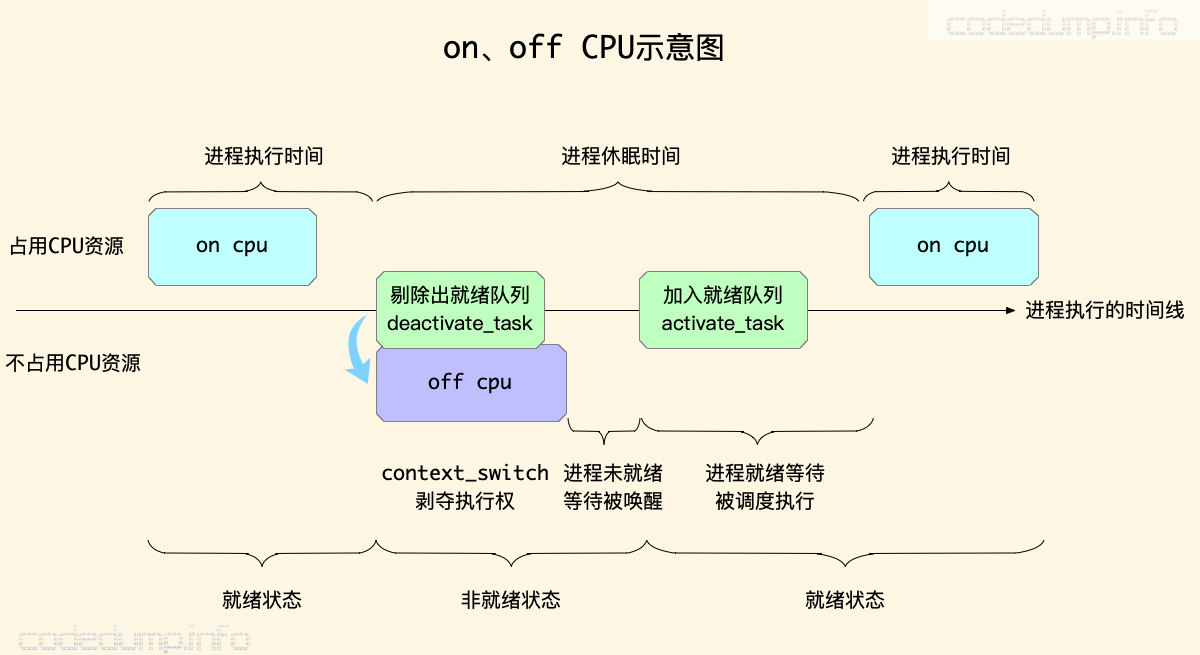 codedumpinfo
on、off CPU示意图
进程执行时间
进程休眠时间
进程执行时间
占用CPU资源
on cpu
on cpu
剔除出就绪队列
deactivate_task
加入就绪队列
activate_task
进程执行的时间线
不占用CPU资源
off cpu
context_switch
剥夺执行权
进程未就绪
等待被唤醒
进程就绪等待
被调度执行
就绪状态
非就绪状态
就绪状态
codedumpinfo